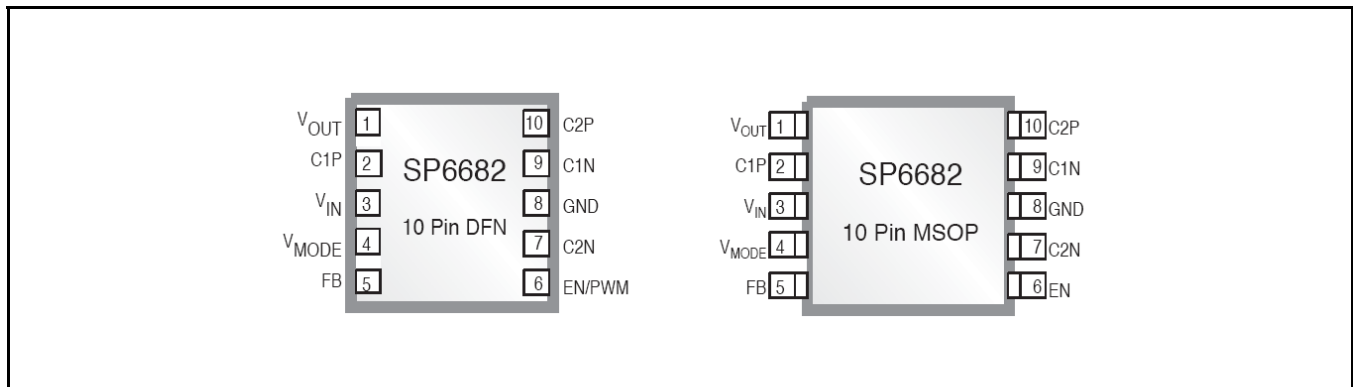 VOUT 1
C1P 2
VIN 3
VMODE 4
FB 5
SP6682
10 Pin DFN
10 C2P
9 C1N
8 GND
7 C2N
6 EN/PWM
VOUT 1
C1P 2
VIN 3
VMODE 4
FB 5
SP6682
10 Pin MSOP
10 C2P
9 C1N
8 GND
7 C2N
6 EN